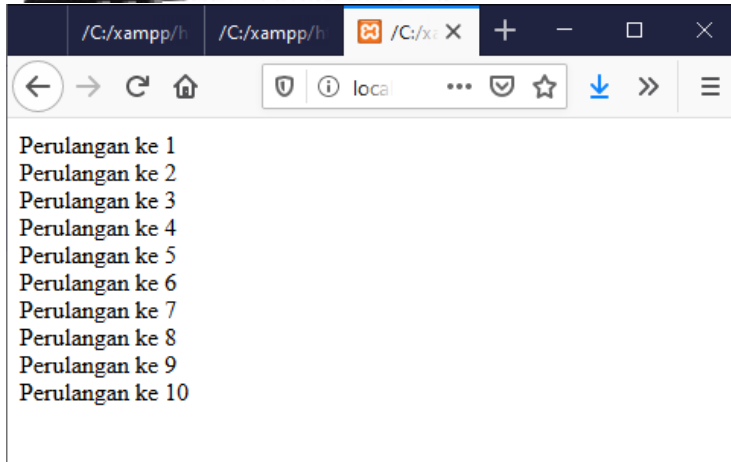 /C:/xampp/h /C:/xampp/h /C:/xa
local
Perulangan ke 1
Perulangan ke 2
Perulangan ke 3
Perulangan ke 4
Perulangan ke 5
Perulangan ke 6
Perulangan ke 7
Perulangan ke 8
Perulangan ke 9
Perulangan ke 10